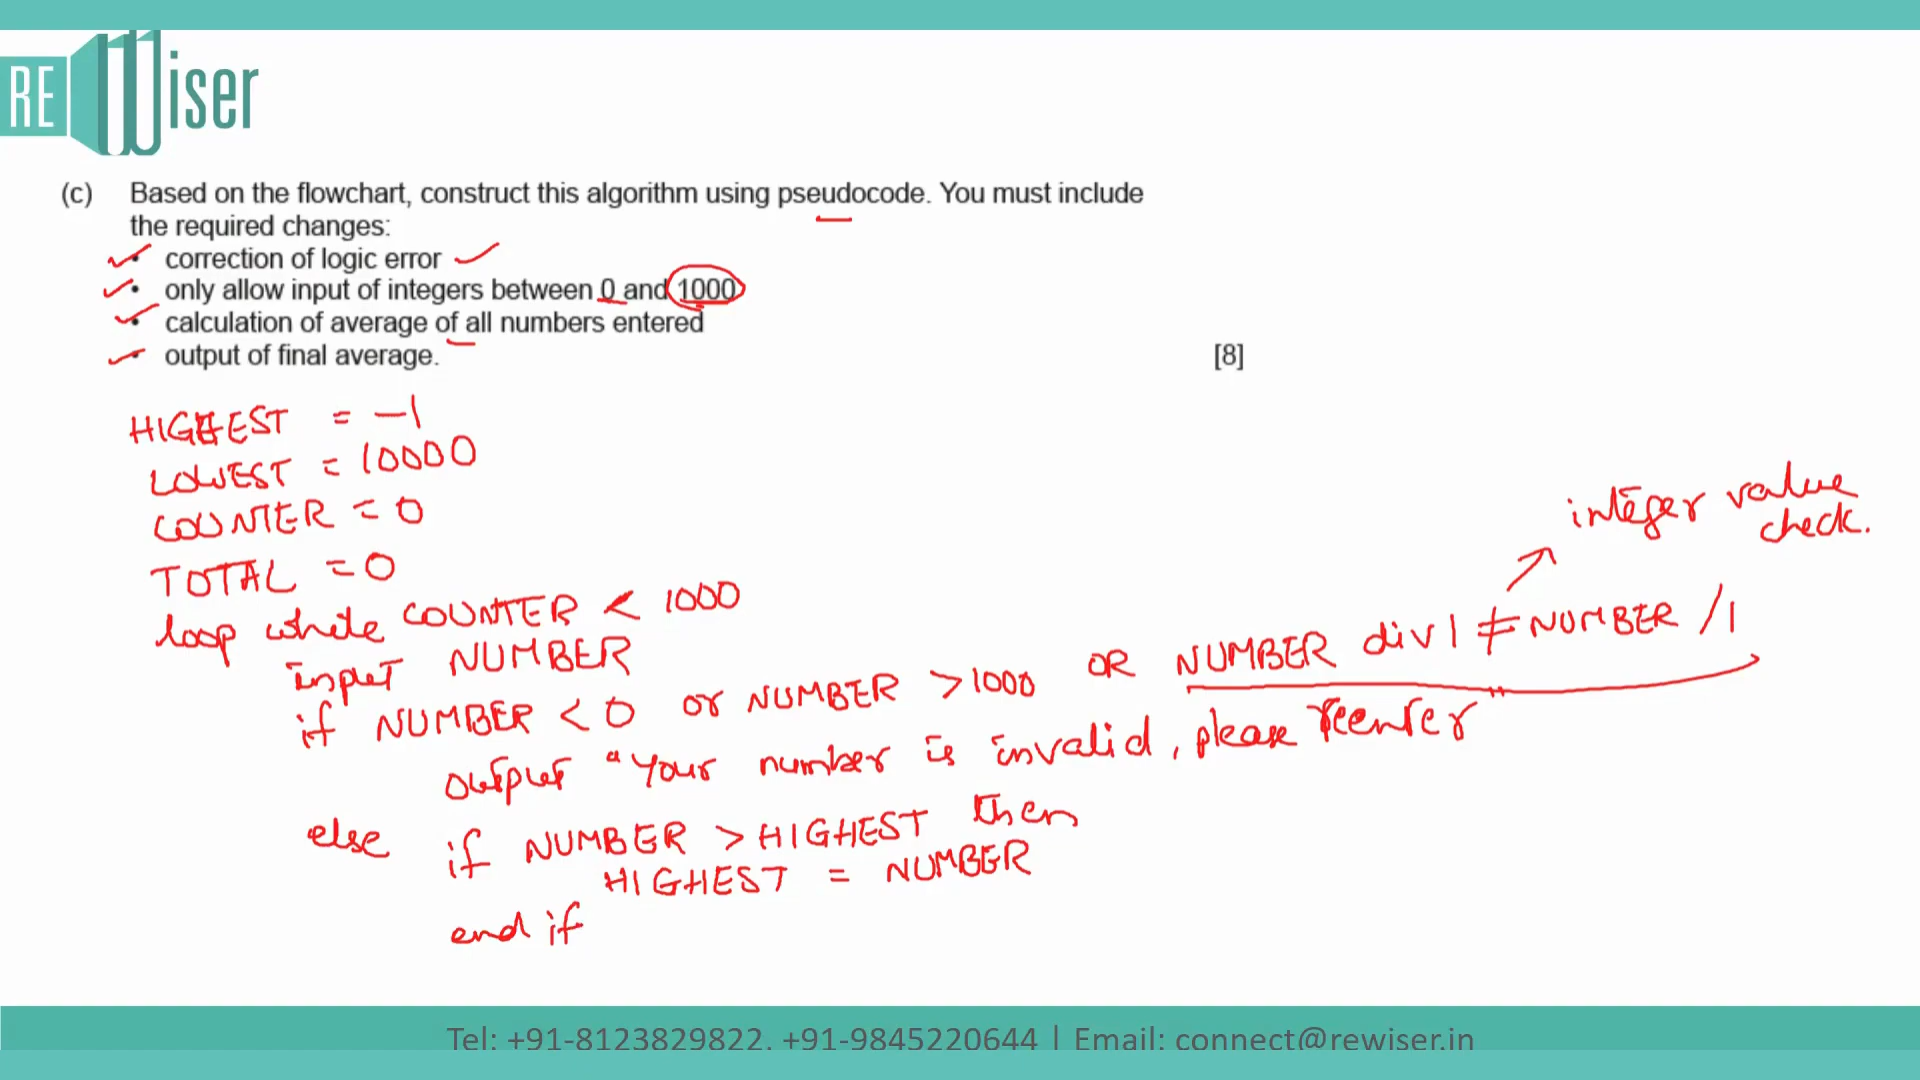 REWiser
(c) Based on the flowchart, construct this algorithm using pseudocode. You must include
the required changes:
• correction of logic error
• only allow input of integers between 0 and 1000
• calculation of average of all numbers entered
• output of final average.
[8]
HIGHEST = -1
LOWEST = 10000
COUNTER = 0
TOTAL = 0
integer value
check.
loop while COUNTER < 1000
input NUMBER
if NUMBER < 0 or NUMBER > 1000 OR NUMBER div 1 ≠ NUMBER / 1
output "Your number is invalid, please reenter"
else if NUMBER > HIGHEST then
HIGHEST = NUMBER
end if
Tel: +91-8123829822, +91-9845220644 | Email: connect@rewiser.in